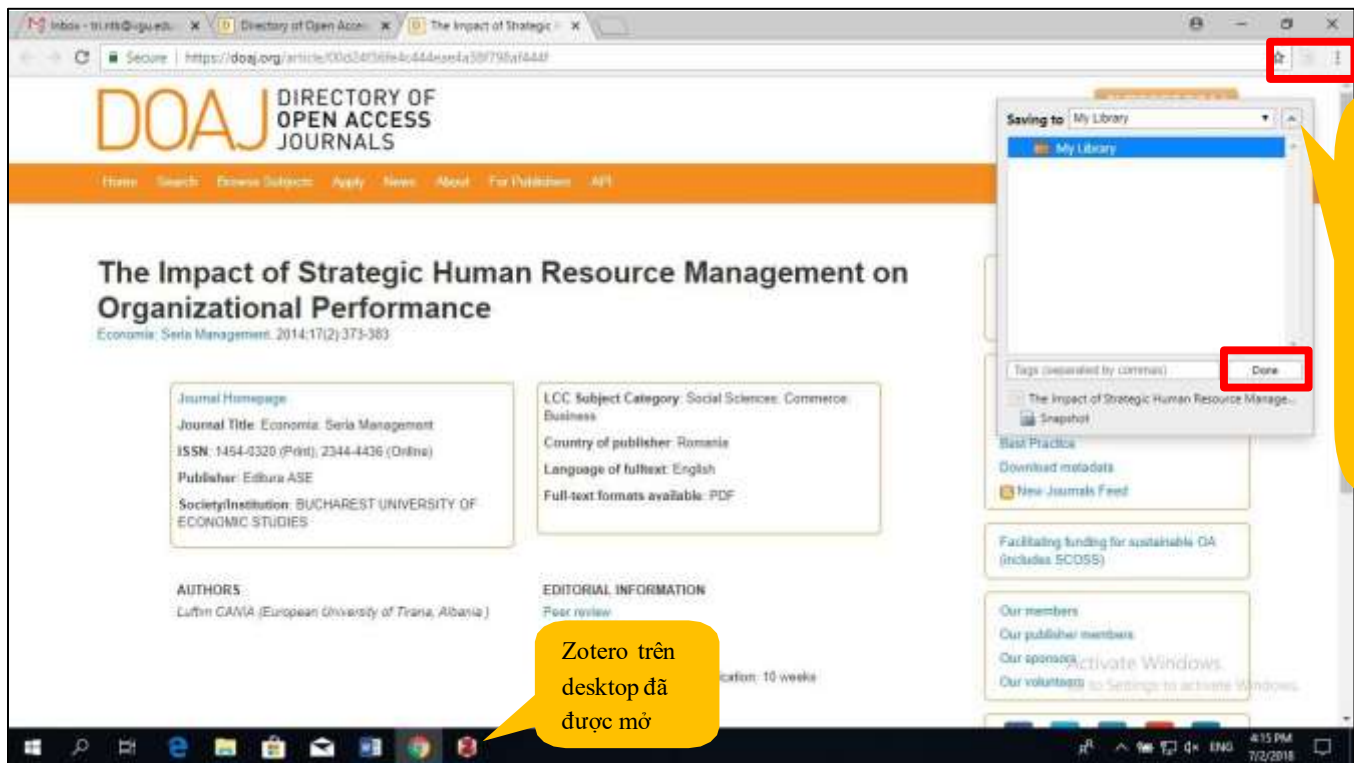 Directory of Open Acce
The Impact of Strategic
Secure | https://doaj.org/article/
DOAJ
DIRECTORY OF
OPEN ACCESS
JOURNALS
Home Search Browse Subjects Apply News About For Publishers API
Saving to My Library
My Library
Tags (separated by commas) Done
The Impact of Strategic Human Resource Manage...
Snapshot
The Impact of Strategic Human Resource Management on
Organizational Performance
Economia: Seria Management. 2014;17(2):373-383
Journal Homepage
Journal Title: Economia: Seria Management
ISSN: 1454-0320 (Print); 2344-4436 (Online)
Publisher: Editura ASE
Society/Institution: BUCHAREST UNIVERSITY OF
ECONOMIC STUDIES
LCC Subject Category: Social Sciences: Commerce:
Business
Country of publisher: Romania
Language of fulltext: English
Full-text formats available: PDF
AUTHORS
CANIA (European University of Tirana, Albania )
EDITORIAL INFORMATION
Peer review
10 weeks
Zotero trên
desktop đã
được mở
Best Practice
Download metadata
New Journals Feed
Facilitating funding for sustainable OA
(includes SCOSS)
Our members
Our publisher members
Our sponsors
Our volunteers
Activate Windows
to Settings to activate Windows.
ENG
4:15 PM
7/2/2018